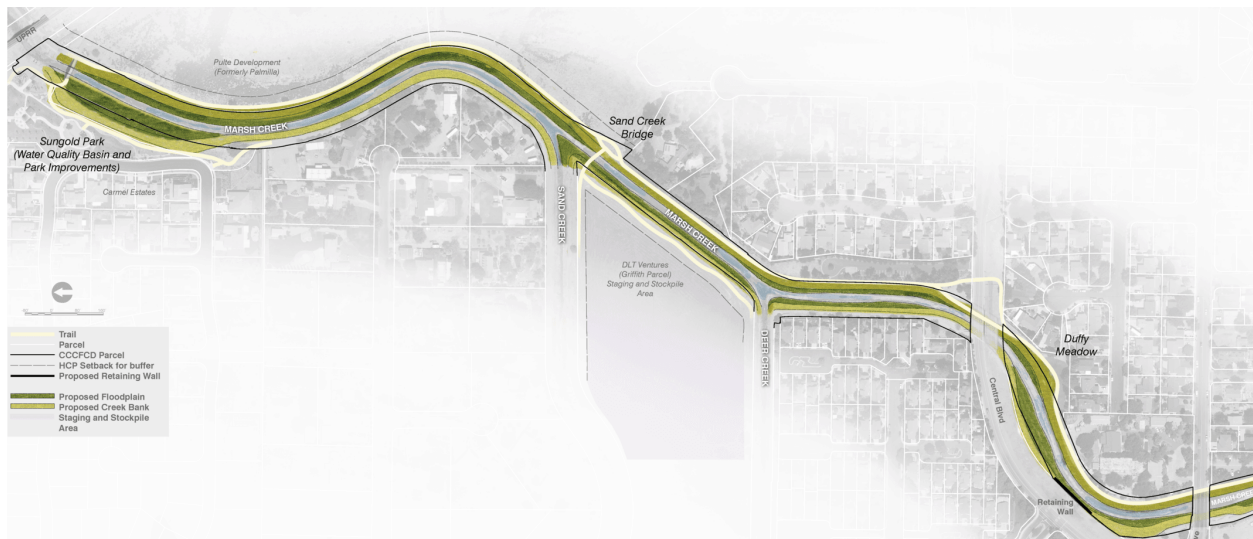 UPRR
Pulte Development
(Formerly Palmilla)
MARSH CREEK
Sungold Park
(Water Quality Basin and
Park Improvements)
Carmel Estates
Sand Creek
Bridge
SAND CREEK
MARSH CREEK
DLT Ventures
(Griffith Parcel)
Staging and Stockpile
Area
DEER CREEK
Duffy
Meadow
Central Blvd
Retaining
Wall
Trail
Parcel
CCCFCD Parcel
HCP Setback for buffer
Proposed Retaining Wall
Proposed Floodplain
Proposed Creek Bank
Staging and Stockpile
Area